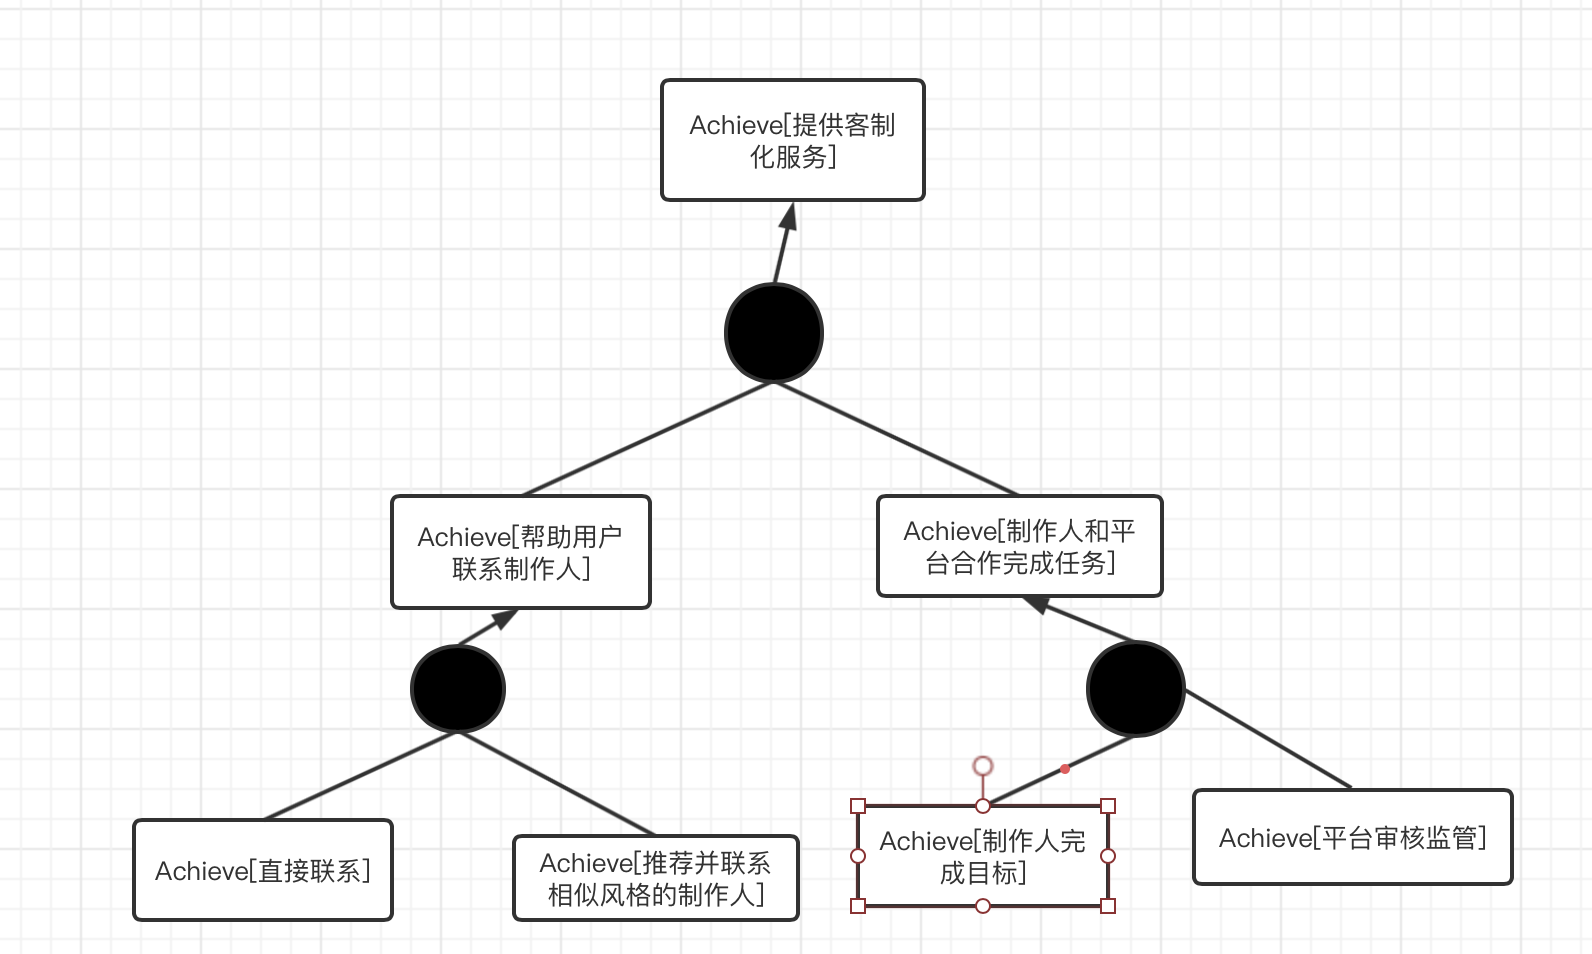 Achieve[提供客制
化服务]
Achieve[帮助用户
联系制作人]
Achieve[制作人和平
台合作完成任务]
Achieve[直接联系]
Achieve[推荐并联系
相似风格的制作人]
Achieve[制作人完
成目标]
Achieve[平台审核监管]